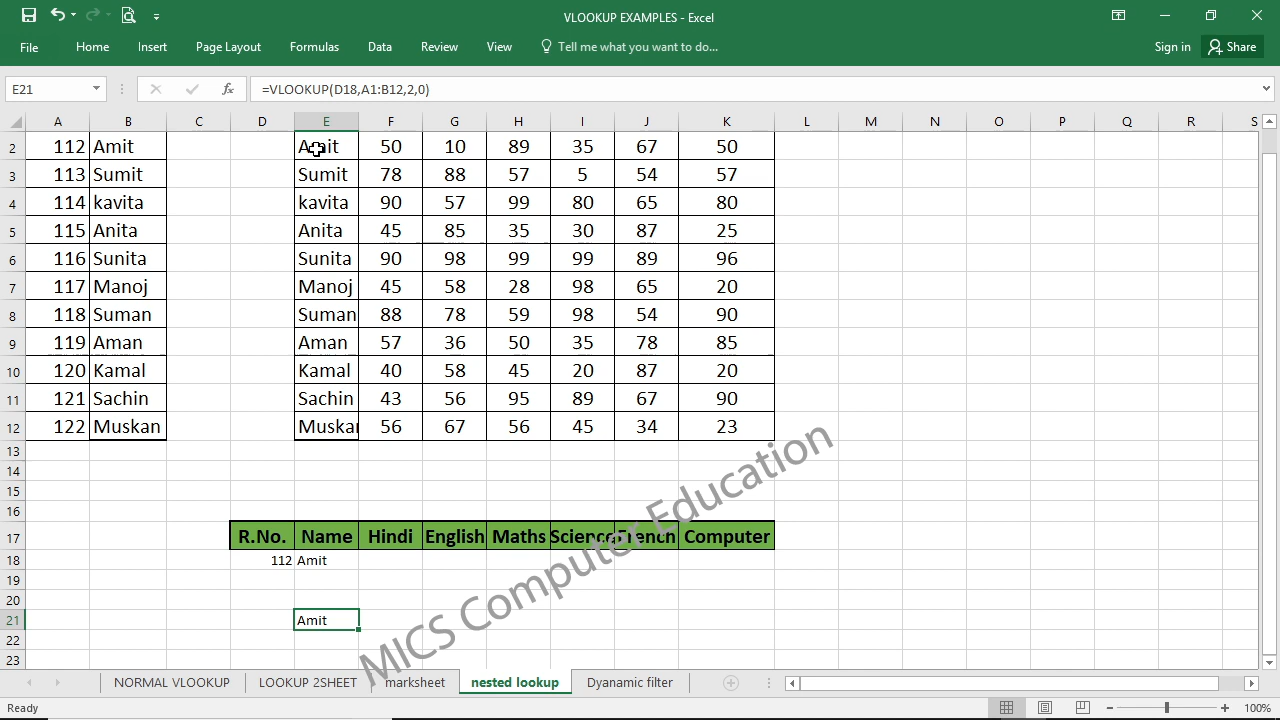 VLOOKUP EXAMPLES - Excel
File Home Insert Page Layout Formulas Data Review View Tell me what you want to do... Sign in Share
E21 fx =VLOOKUP(D18,A1:B12,2,0)
A B C D E F G H I J K L M N O P Q R S
2 112 Amit Amit 50 10 89 35 67 50
3 113 Sumit Sumit 78 88 57 5 54 57
4 114 kavita kavita 90 57 99 80 65 80
5 115 Anita Anita 45 85 35 30 87 25
6 116 Sunita Sunita 90 98 99 99 89 96
7 117 Manoj Manoj 45 58 28 98 65 20
8 118 Suman Suman 88 78 59 98 54 90
9 119 Aman Aman 57 36 50 35 78 85
10 120 Kamal Kamal 40 58 45 20 87 20
11 121 Sachin Sachin 43 56 95 89 67 90
12 122 Muskan Muskan 56 67 56 45 34 23
13
14
15
16
17 R.No. Name Hindi English Maths Science French Computer
18 112 Amit
19
20
21 Amit
22
23
MICS Computer Education
NORMAL VLOOKUP LOOKUP 2SHEET marksheet nested lookup Dyanamic filter
Ready 100%